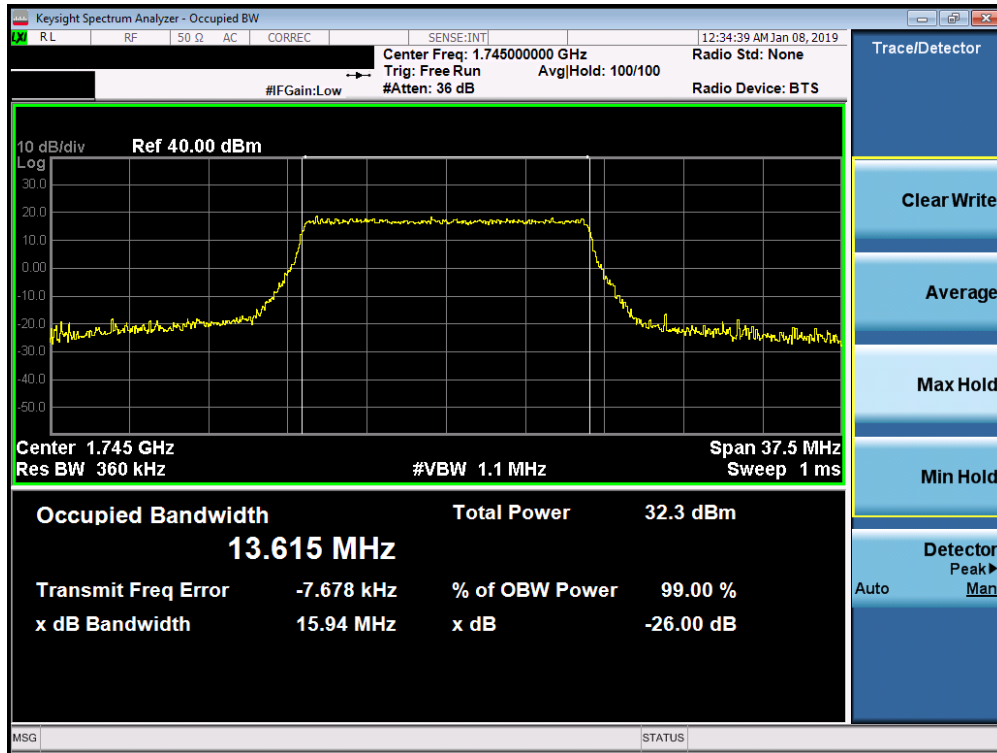 Keysight Spectrum Analyzer - Occupied BW
LXI RL RF 50 Ω AC CORREC SENSE:INT 12:34:39 AM Jan 08, 2019
Center Freq: 1.745000000 GHz Radio Std: None
Trig: Free Run Avg|Hold: 100/100
#IFGain:Low #Atten: 36 dB Radio Device: BTS
Trace/Detector
10 dB/div Ref 40.00 dBm
Log
30.0
20.0
10.0
0.00
-10.0
-20.0
-30.0
-40.0
-50.0
Center 1.745 GHz Span 37.5 MHz
Res BW 360 kHz #VBW 1.1 MHz Sweep 1 ms
Occupied Bandwidth Total Power 32.3 dBm
13.615 MHz
Transmit Freq Error -7.678 kHz % of OBW Power 99.00 %
x dB Bandwidth 15.94 MHz x dB -26.00 dB
Clear Write
Average
Max Hold
Min Hold
Detector
Peak▶
Auto Man
MSG STATUS